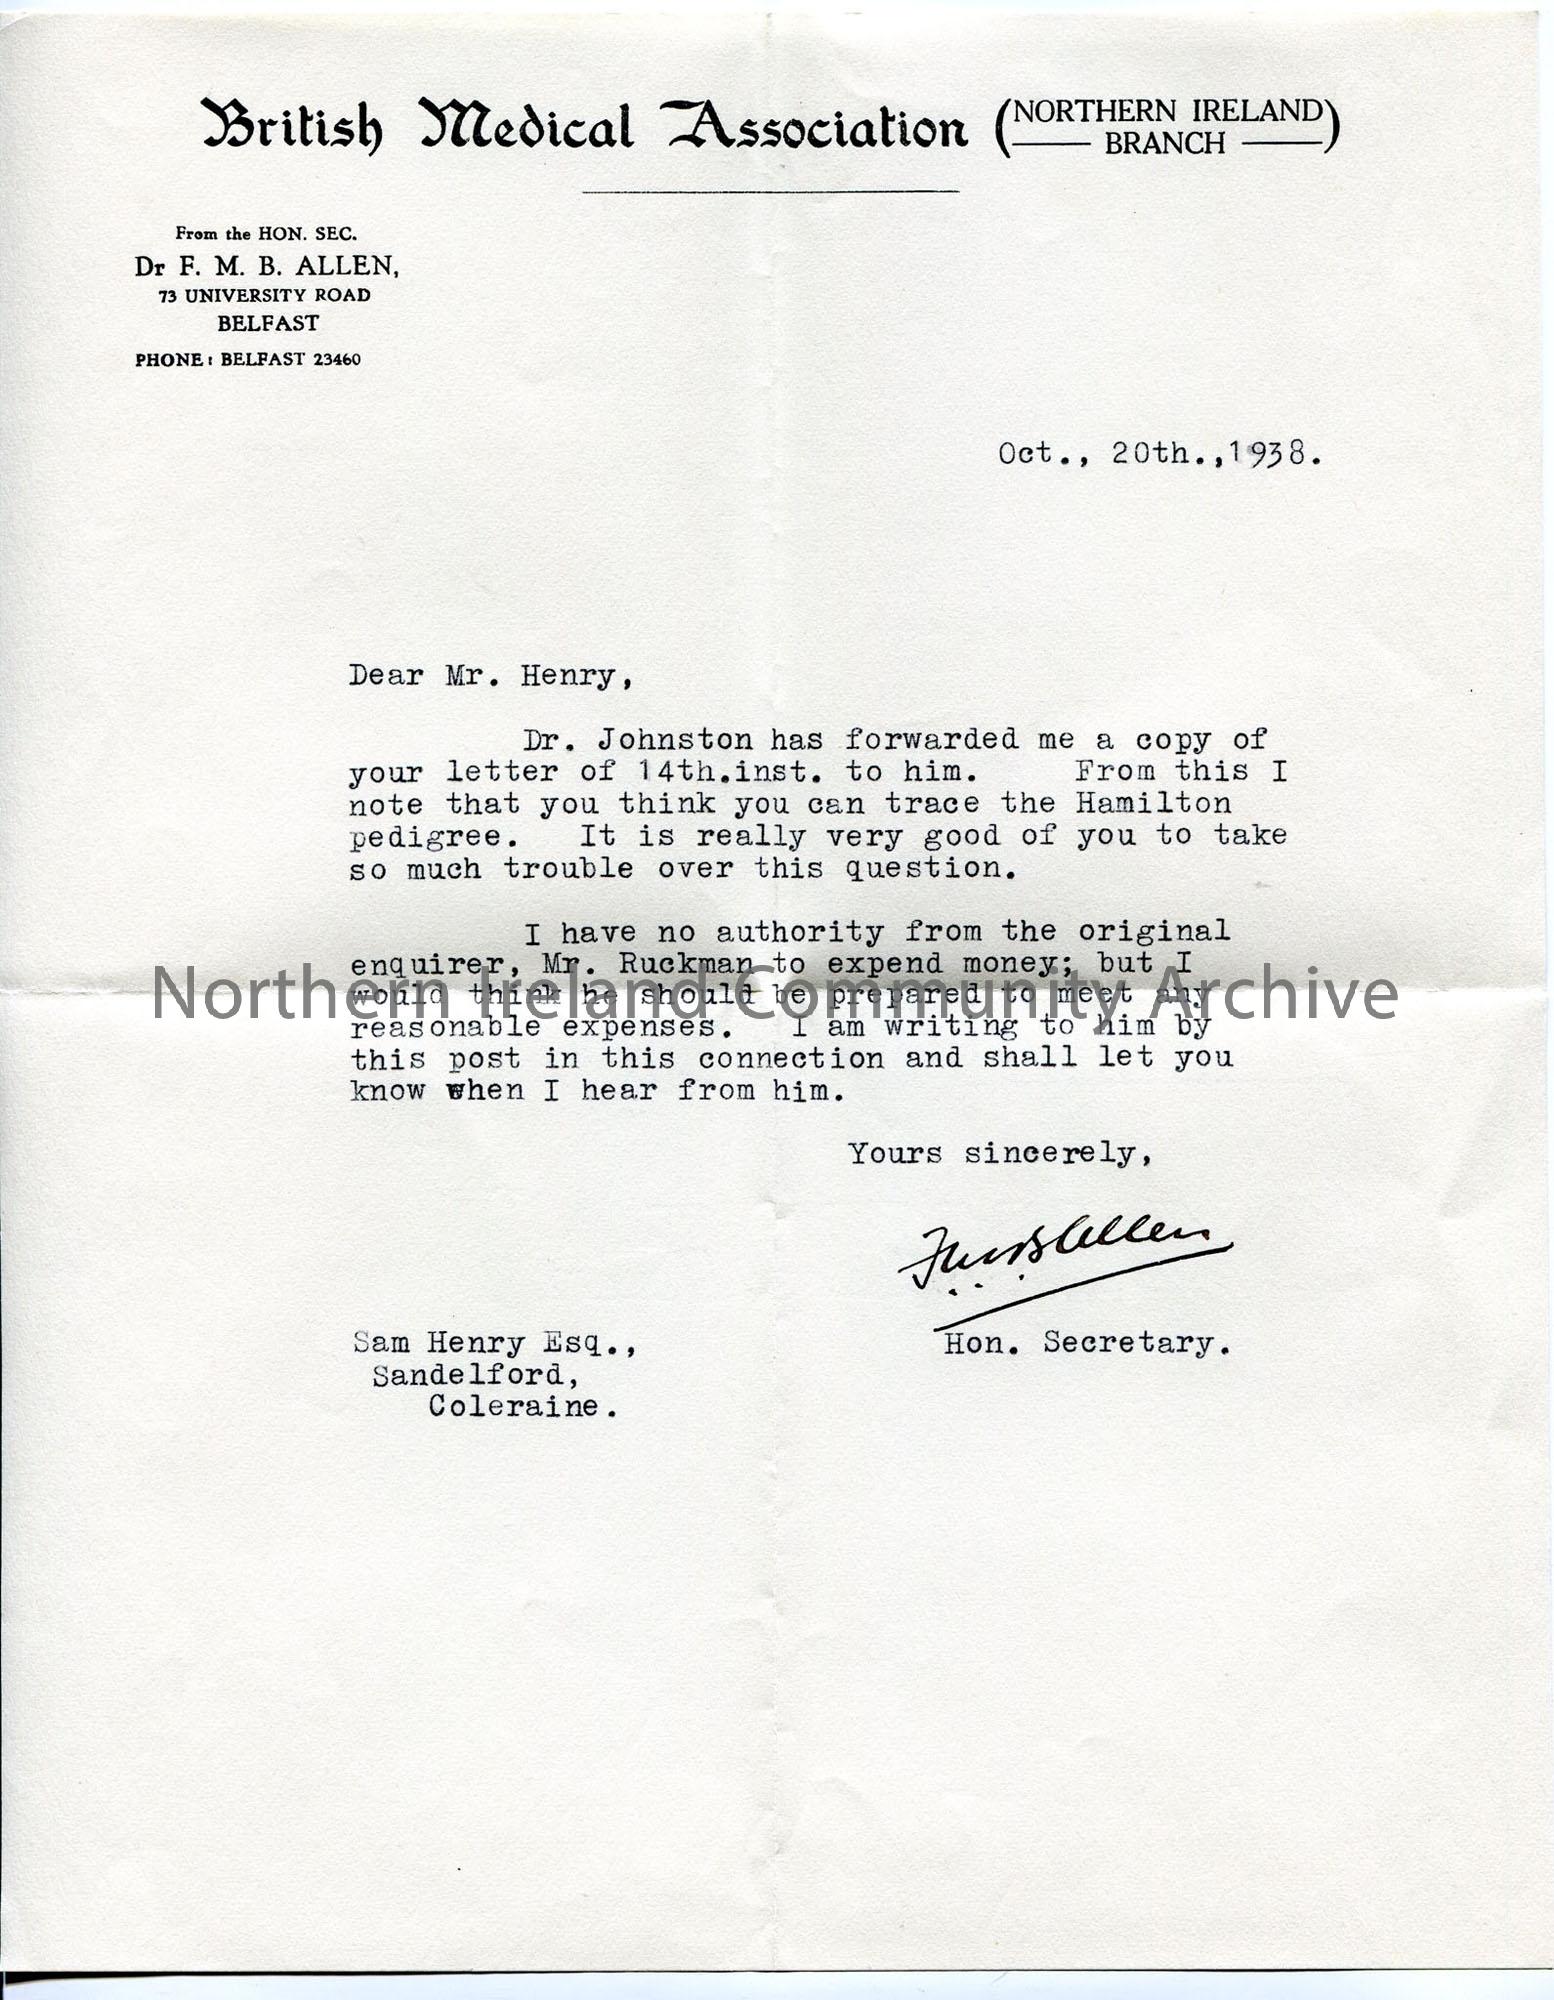 British Medical Association (NORTHERN IRELAND BRANCH)
From the HON. SEC.
Dr F. M. B. ALLEN,
73 UNIVERSITY ROAD
BELFAST
PHONE: BELFAST 23460
Oct., 20th.,1938.
Dear Mr. Henry,
Dr. Johnston has forwarded me a copy of
your letter of 14th.inst. to him. From this I
note that you think you can trace the Hamilton
pedigree. It is really very good of you to take
so much trouble over this question.
I have no authority from the original
enquirer, Mr. Ruckman to expend money; but I
would think he should be prepared to meet any
reasonable expenses. I am writing to him by
this post in this connection and shall let you
know when I hear from him.
Northern Ireland Community Archive
Yours sincerely,
F.M.B. Allen
Hon. Secretary.
Sam Henry Esq.,
Sandelford,
Coleraine.